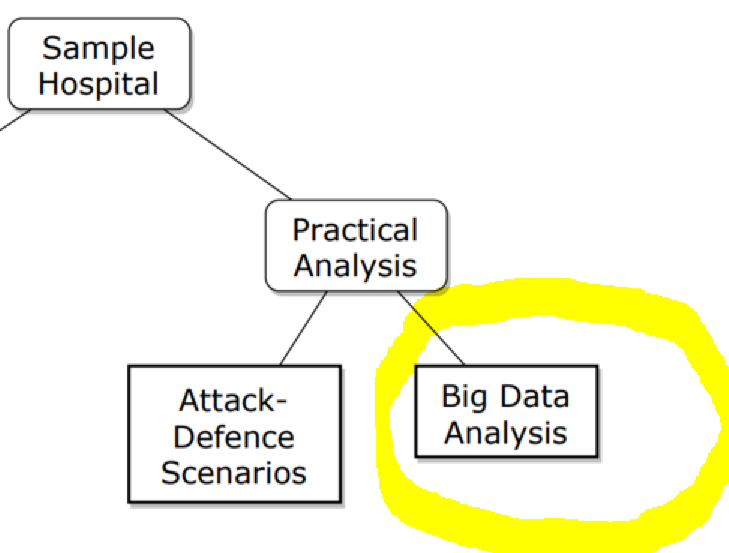 Sample
Hospital
Practical
Analysis
Attack-
Defence
Scenarios
Big Data
Analysis